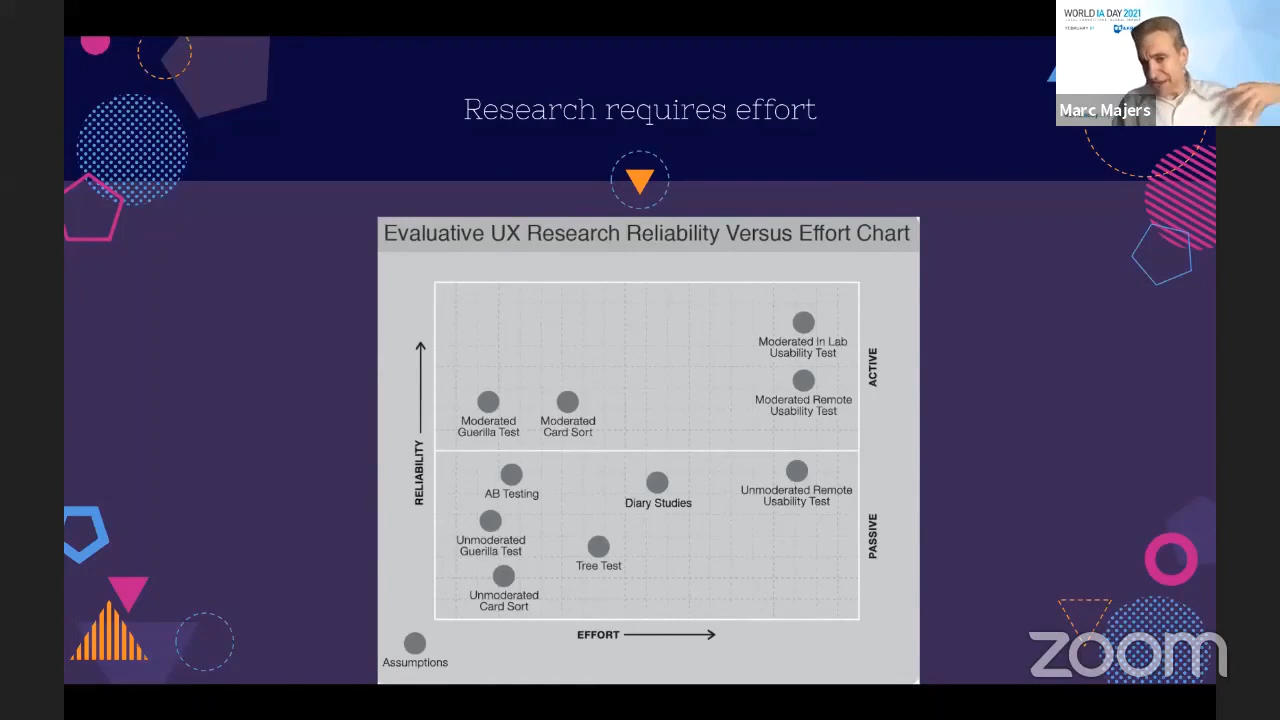 Research requires effort
WORLD IA DAY 2021
Marc Majers
Evaluative UX Research Reliability Versus Effort Chart
Moderated In Lab
Usability Test
Moderated Remote
Usability Test
ACTIVE
Moderated
Guerilla Test
Moderated
Card Sort
RELIABILITY
AB Testing
Diary Studies
Unmoderated Remote
Usability Test
PASSIVE
Unmoderated
Guerilla Test
Tree Test
Unmoderated
Card Sort
EFFORT
Assumptions
zoom